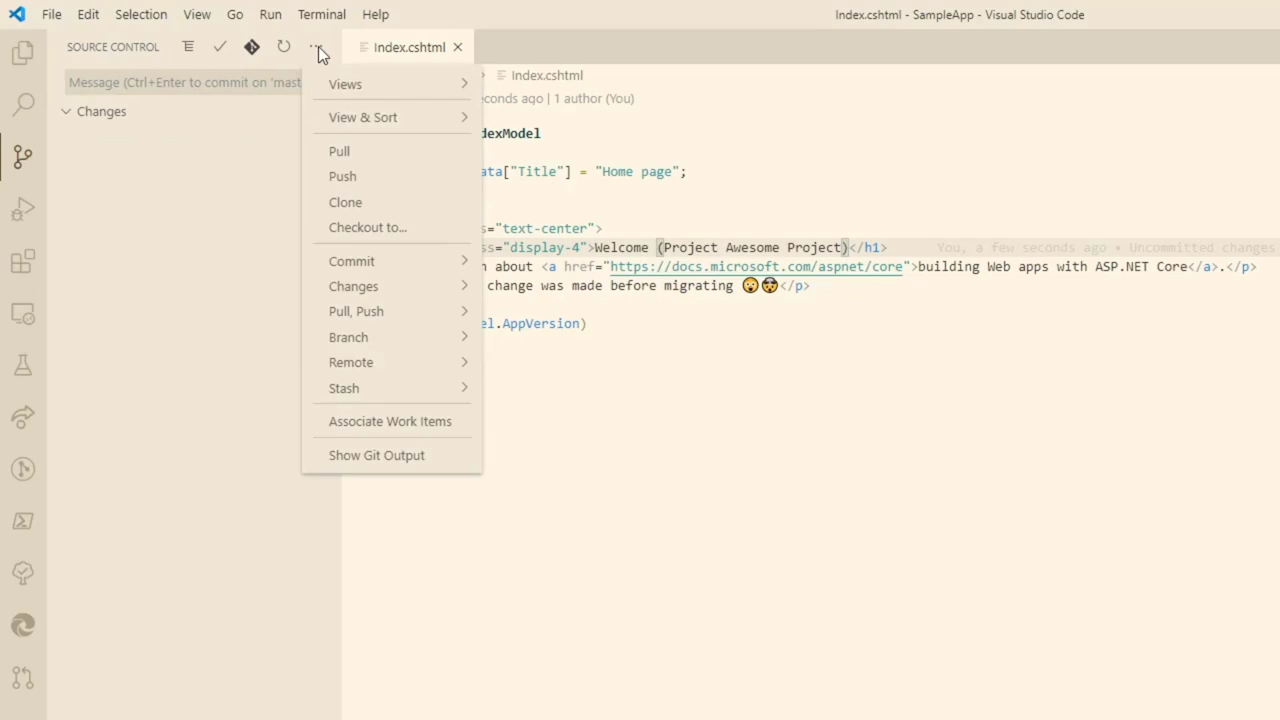 File Edit Selection View Go Run Terminal Help
Index.cshtml - SampleApp - Visual Studio Code
SOURCE CONTROL
Index.cshtml
Message (Ctrl+Enter to commit on 'mast
Changes
Views
View & Sort
Pull
Push
Clone
Checkout to...
Commit
Changes
Pull, Push
Branch
Remote
Stash
Associate Work Items
Show Git Output
Index.cshtml
econds ago | 1 author (You)
dexModel
ata["Title"] = "Home page";
s="text-center">
ss="display-4">Welcome (Project Awesome Project)</h1> You, a few seconds ago • Uncommitted changes
n about <a href="https://docs.microsoft.com/aspnet/core">building Web apps with ASP.NET Core</a>.</p>
change was made before migrating 😲🤯</p>
el.AppVersion)